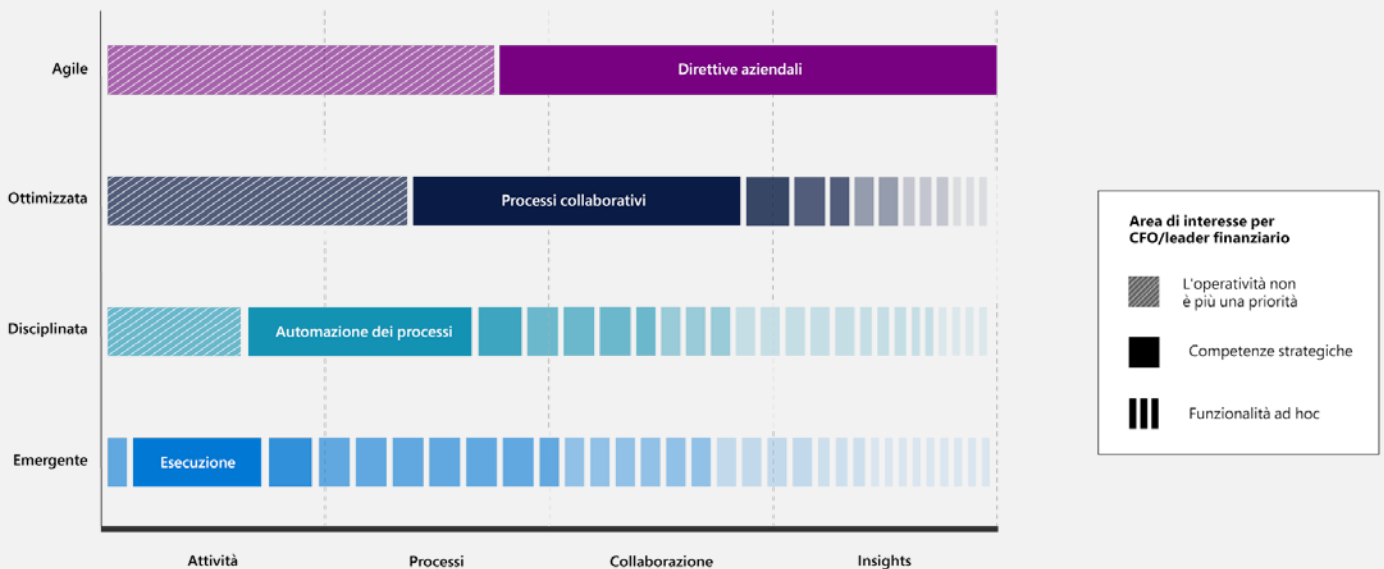 Agile
Direttive aziendali
Ottimizzata
Processi collaborativi
Disciplinata
Automazione dei processi
Emergente
Esecuzione
Attività
Processi
Collaborazione
Insights
Area di interesse per
CFO/leader finanziario
L'operatività non
è più una priorità
Competenze strategiche
Funzionalità ad hoc